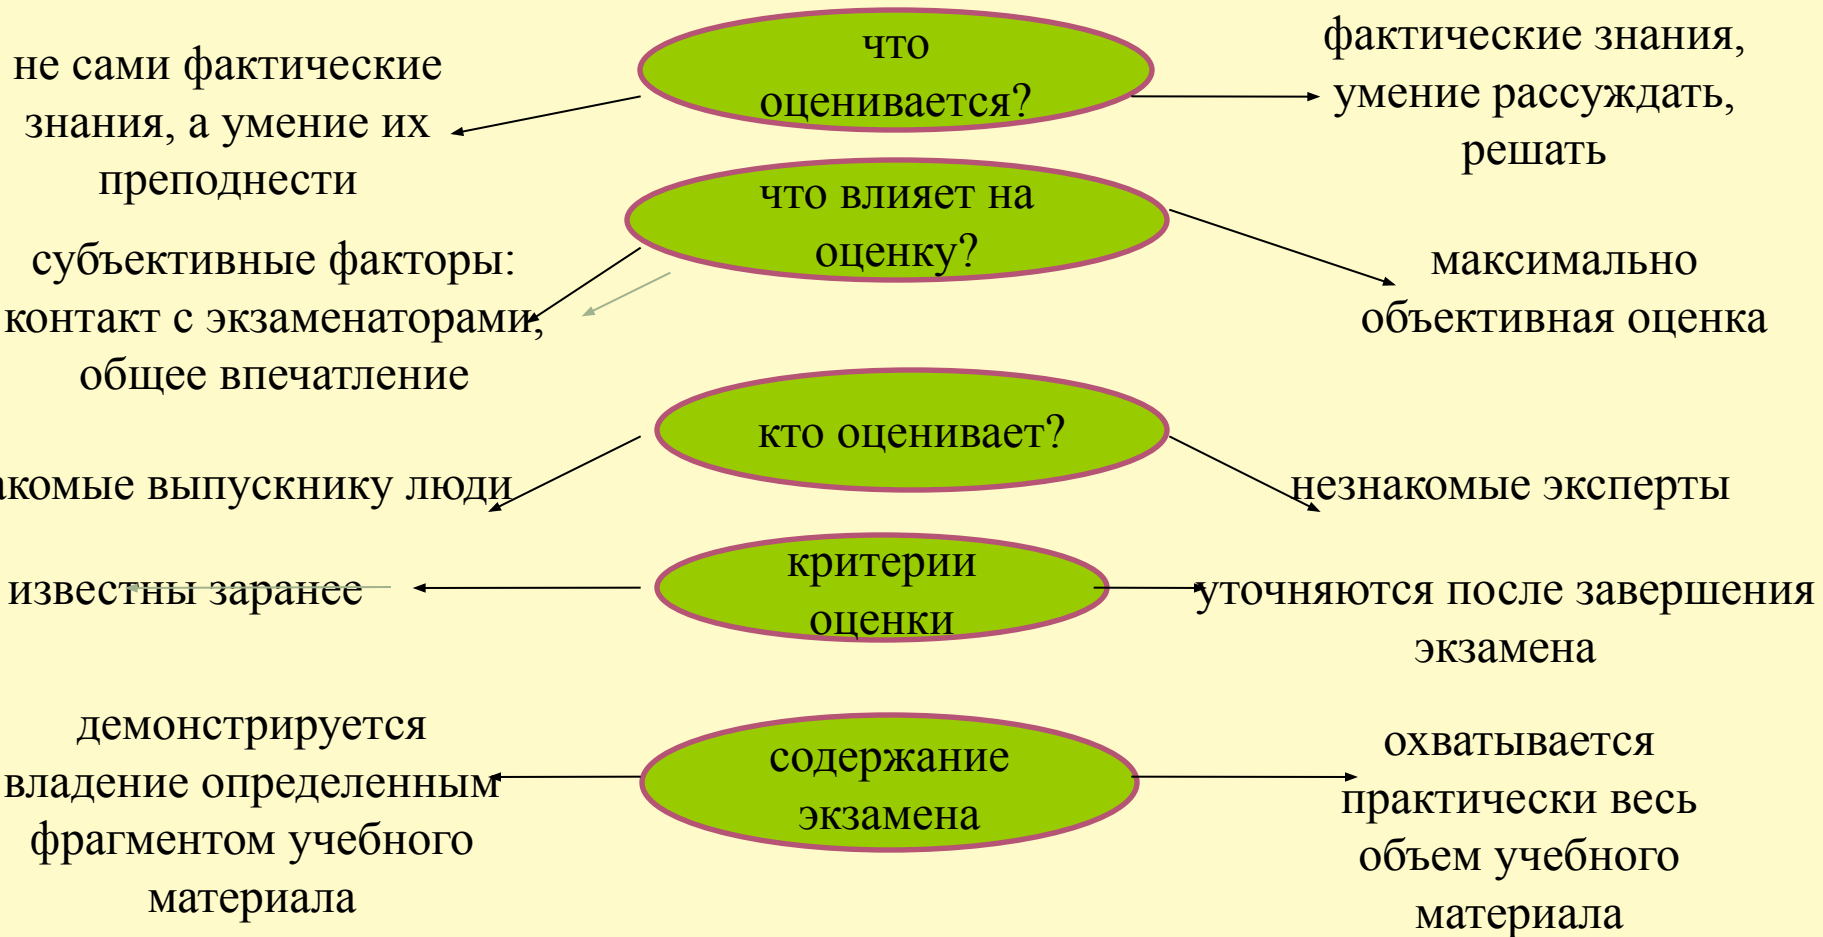 что
оценивается?
не сами фактические
знания, а умение их
преподнести
фактические знания,
умение рассуждать,
решать
что влияет на
оценку?
субъективные факторы:
контакт с экзаменаторами,
общее впечатление
максимально
объективная оценка
кто оценивает?
акомые выпускнику люди
незнакомые эксперты
критерии
оценки
известны заранее
уточняются после завершения
экзамена
содержание
экзамена
демонстрируется
владение определенным
фрагментом учебного
материала
охватывается
практически весь
объем учебного
материала